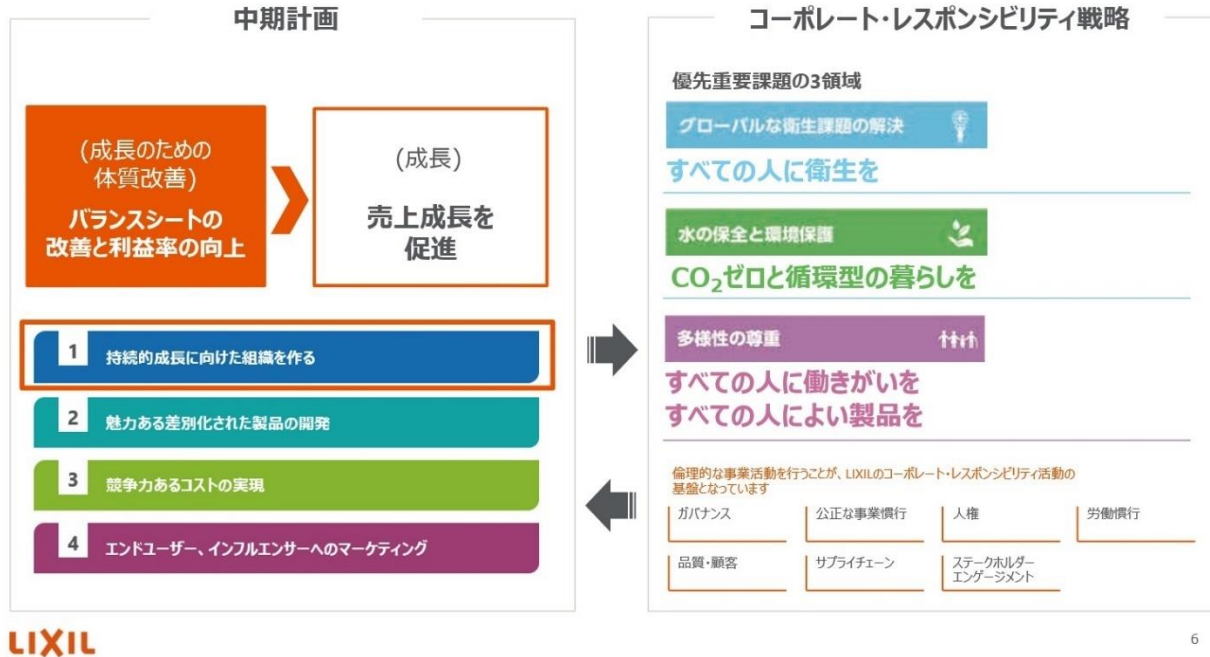 中期計画
(成長のための
体質改善)
バランスシートの
改善と利益率の向上
(成長)
売上成長を
促進
1 持続的成長に向けた組織を作る
2 魅力ある差別化された製品の開発
3 競争力あるコストの実現
4 エンドユーザー、インフルエンサーへのマーケティング
コーポレート・レスポンシビリティ戦略
優先重要課題の3領域
グローバルな衛生課題の解決
すべての人に衛生を
水の保全と環境保護
CO₂ゼロと循環型の暮らしを
多様性の尊重
すべての人に働きがいを
すべての人によい製品を
倫理的な事業活動を行うことが、LIXILのコーポレート・レスポンシビリティ活動の
基盤となっています
ガバナンス
公正な事業慣行
人権
労働慣行
品質・顧客
サプライチェーン
ステークホルダー
エンゲージメント
LIXIL
6